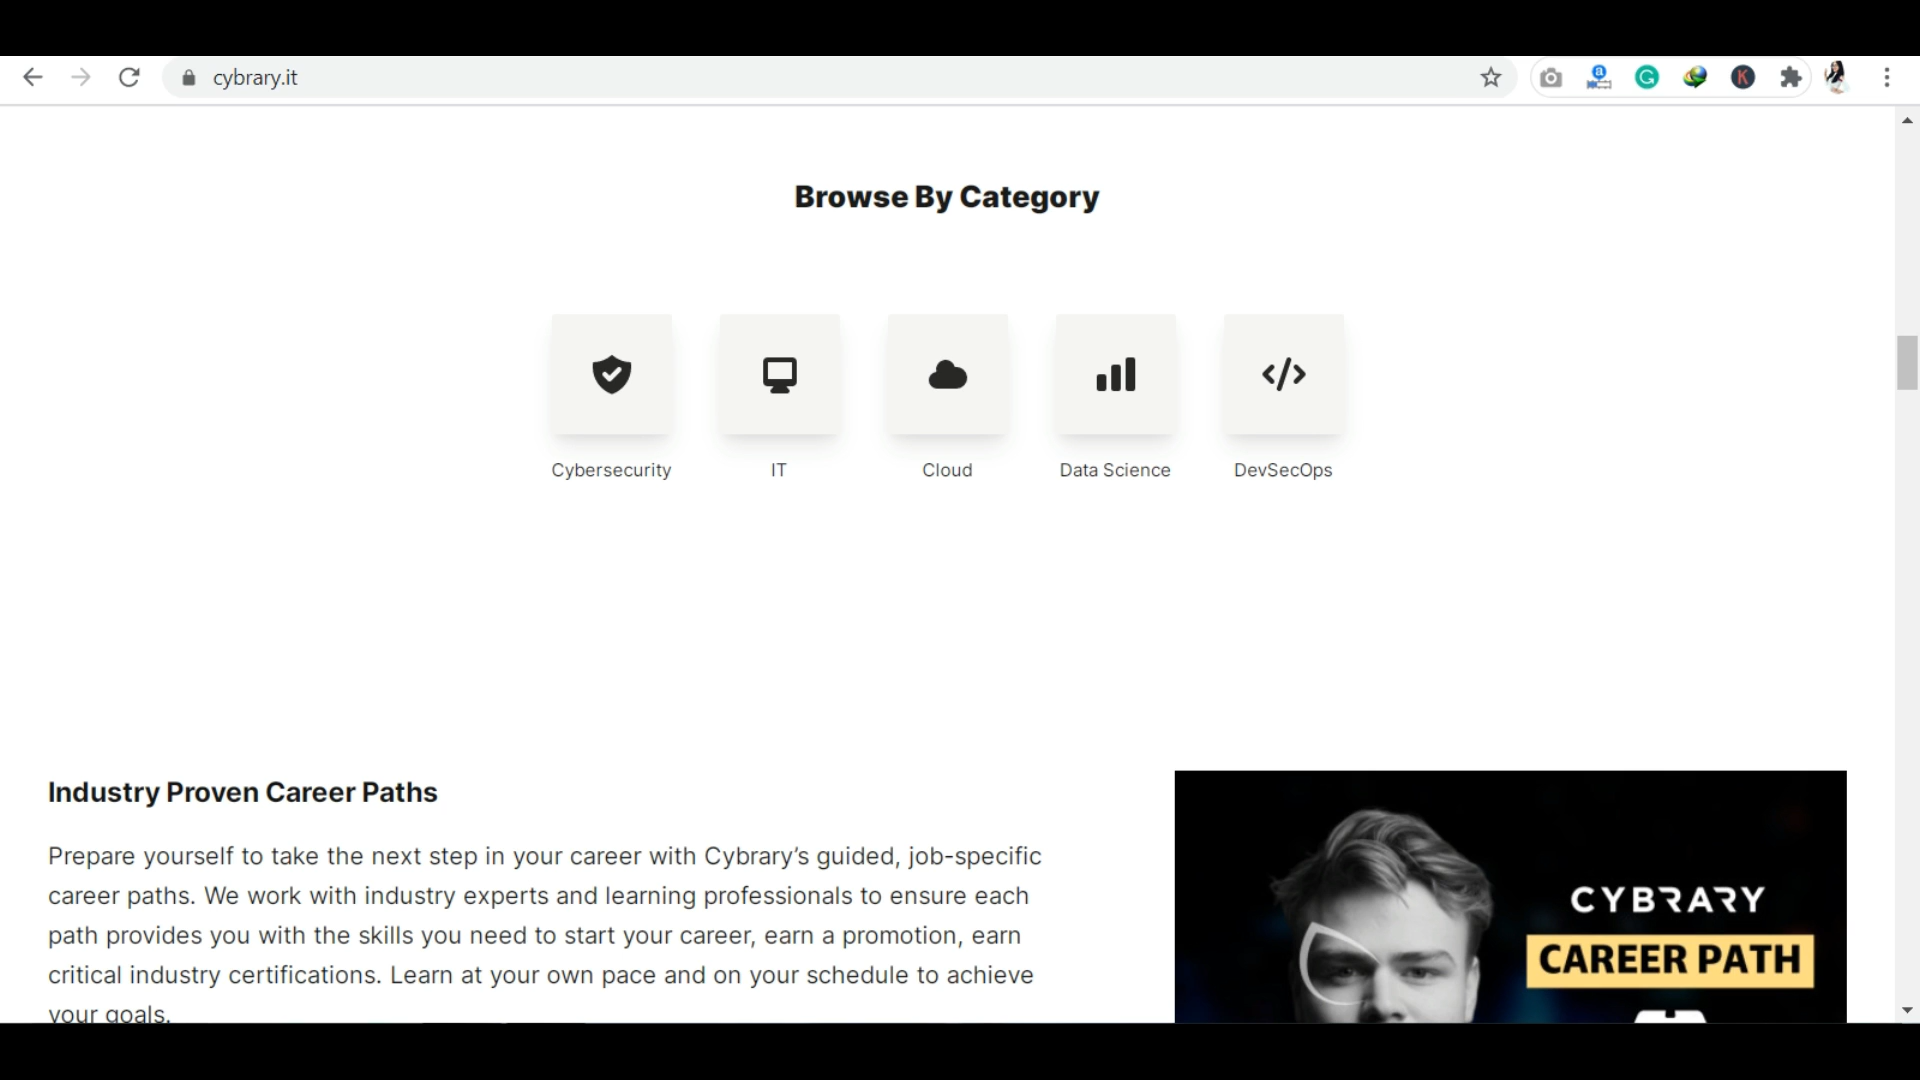 cybrary.it
Browse By Category
Cybersecurity
IT
Cloud
Data Science
DevSecOps
Industry Proven Career Paths
Prepare yourself to take the next step in your career with Cybrary’s guided, job-specific
career paths. We work with industry experts and learning professionals to ensure each
path provides you with the skills you need to start your career, earn a promotion, earn
critical industry certifications. Learn at your own pace and on your schedule to achieve
your goals.
CYBRARY
CAREER PATH